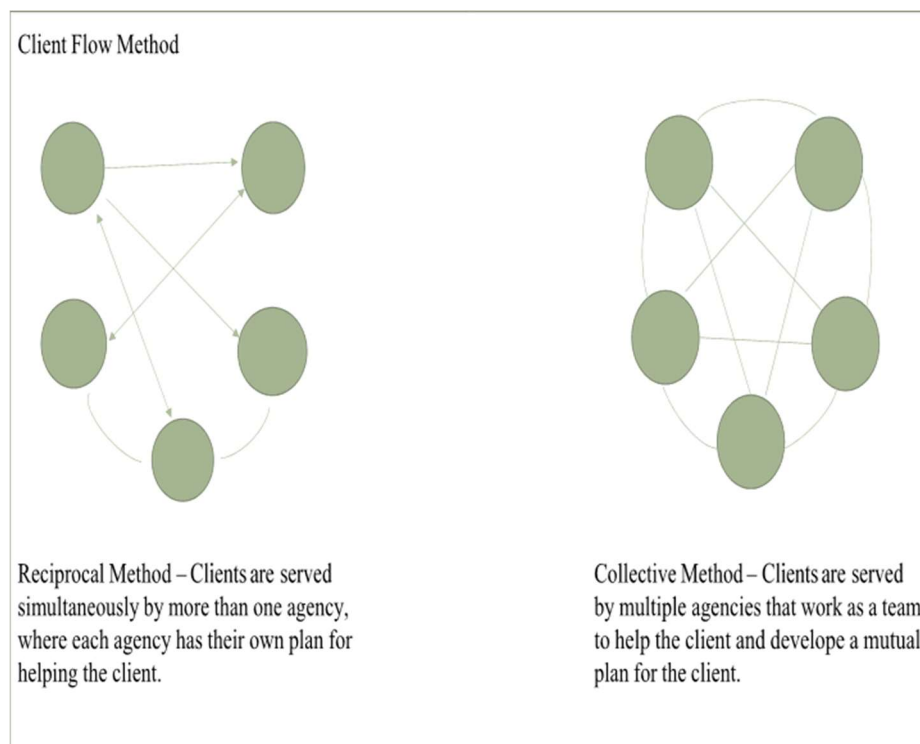 Client Flow Method
Reciprocal Method – Clients are served
simultaneously by more than one agency,
where each agency has their own plan for
helping the client.
Collective Method – Clients are served
by multiple agencies that work as a team
to help the client and develope a mutual
plan for the client.